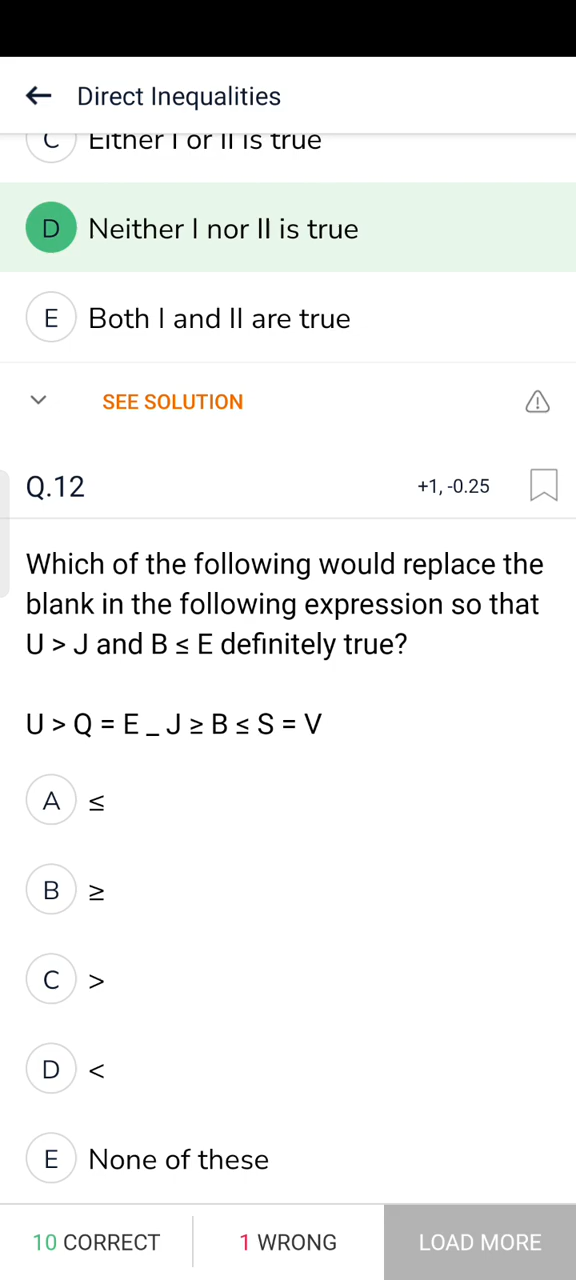 Direct Inequalities
C Either I or II is true
D Neither I nor II is true
E Both I and II are true
SEE SOLUTION
Q.12 +1, -0.25
Which of the following would replace the
blank in the following expression so that
U > J and B ≤ E definitely true?
U > Q = E _ J ≥ B ≤ S = V
A ≤
B ≥
C >
D <
E None of these
10 CORRECT 1 WRONG LOAD MORE